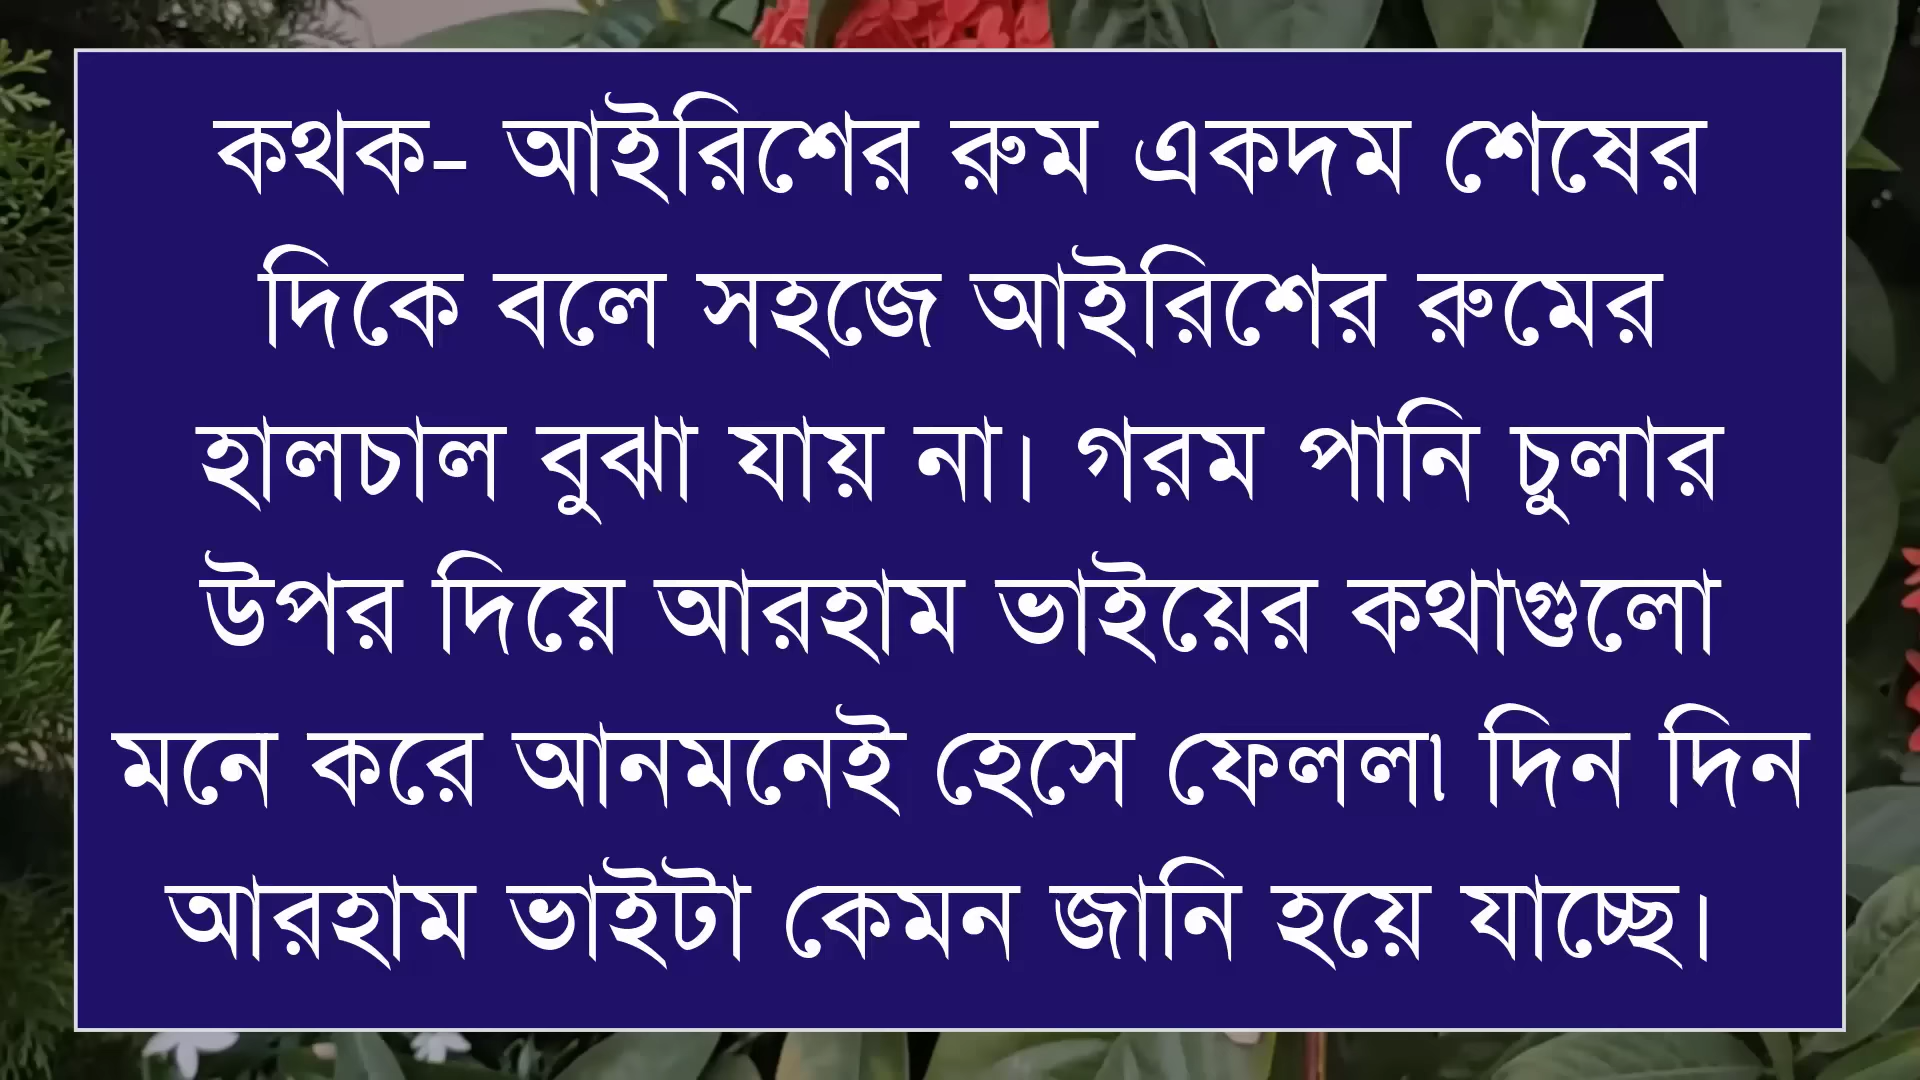 কথক- আইরিশের রুম একদম শেষের
দিকে বলে সহজে আইরিশের রুমের
হালচাল বুঝা যায় না। গরম পানি চুলার
উপর দিয়ে আরহাম ভাইয়ের কথাগুলো
মনে করে আনমনেই হেসে ফেলল৷ দিন দিন
আরহাম ভাইটা কেমন জানি হয়ে যাচ্ছে।